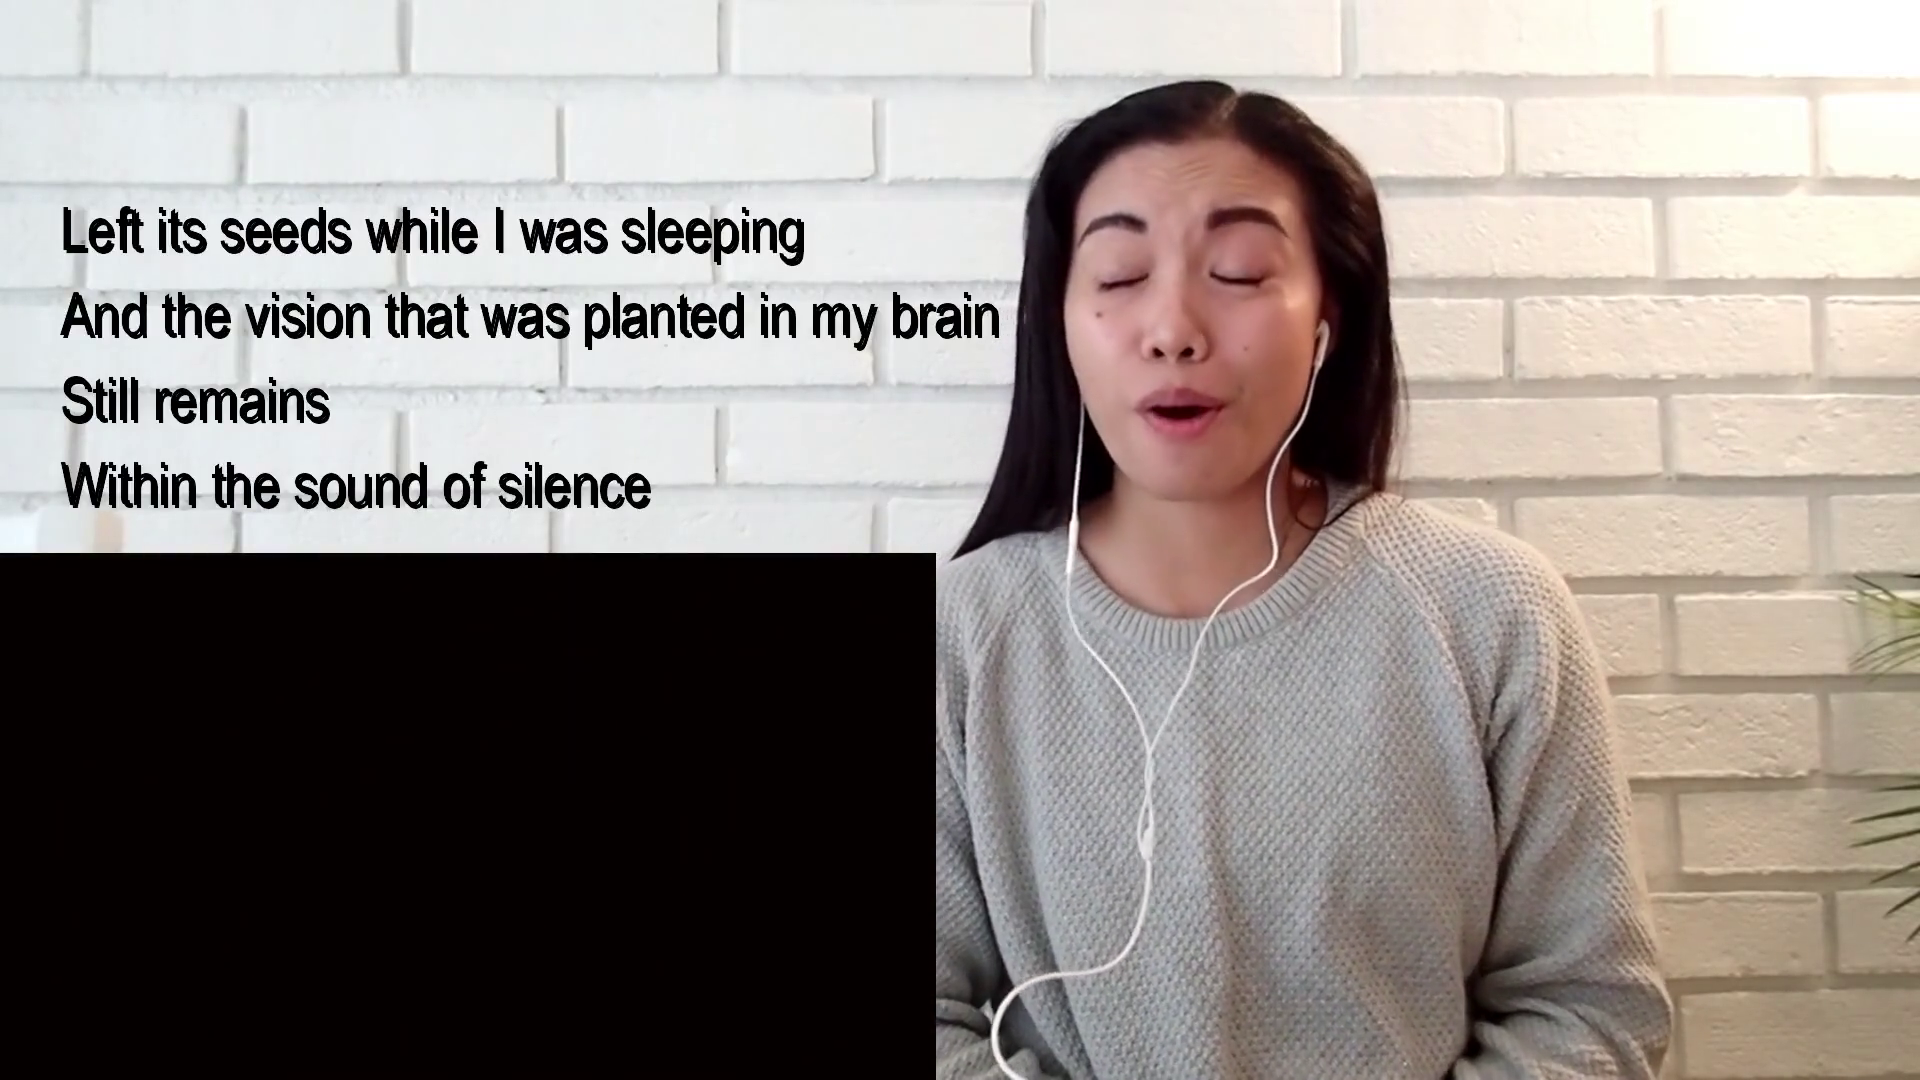 Left its seeds while I was sleeping
And the vision that was planted in my brain
Still remains
Within the sound of silence